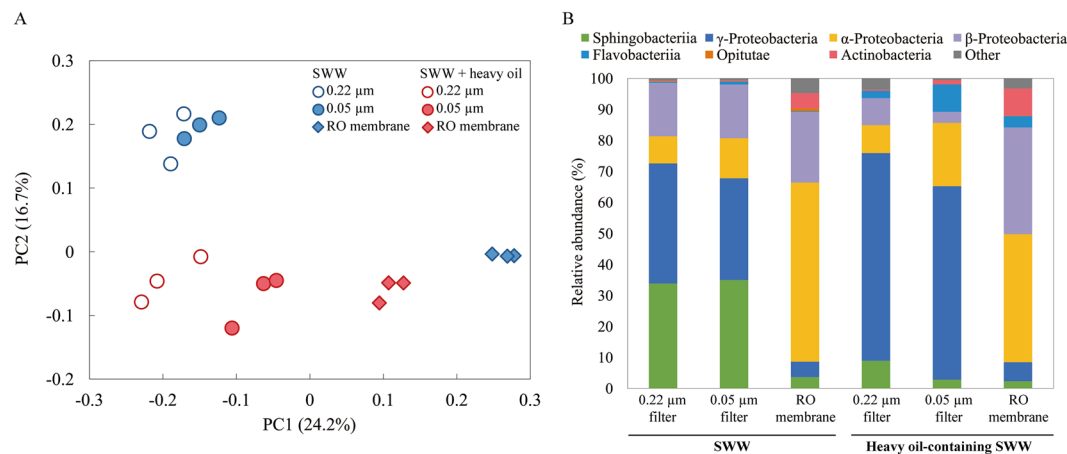 A
0.3
0.2
0.1
0
-0.1
-0.2
-0.3
-0.2
-0.1
0
0.1
0.2
0.3
PC2 (16.7%)
PC1 (24.2%)
SWW
0.22 µm
0.05 µm
RO membrane
SWW + heavy oil
0.22 µm
0.05 µm
RO membrane
B
Sphingobacteriia γ-Proteobacteria α-Proteobacteria β-Proteobacteria
Flavobacteriia Opitutae Actinobacteria Other
100
90
80
70
60
50
40
30
20
10
0
Relative abundance (%)
0.22 µm filter
0.05 µm filter
RO membrane
0.22 µm filter
0.05 µm filter
RO membrane
SWW
Heavy oil-containing SWW